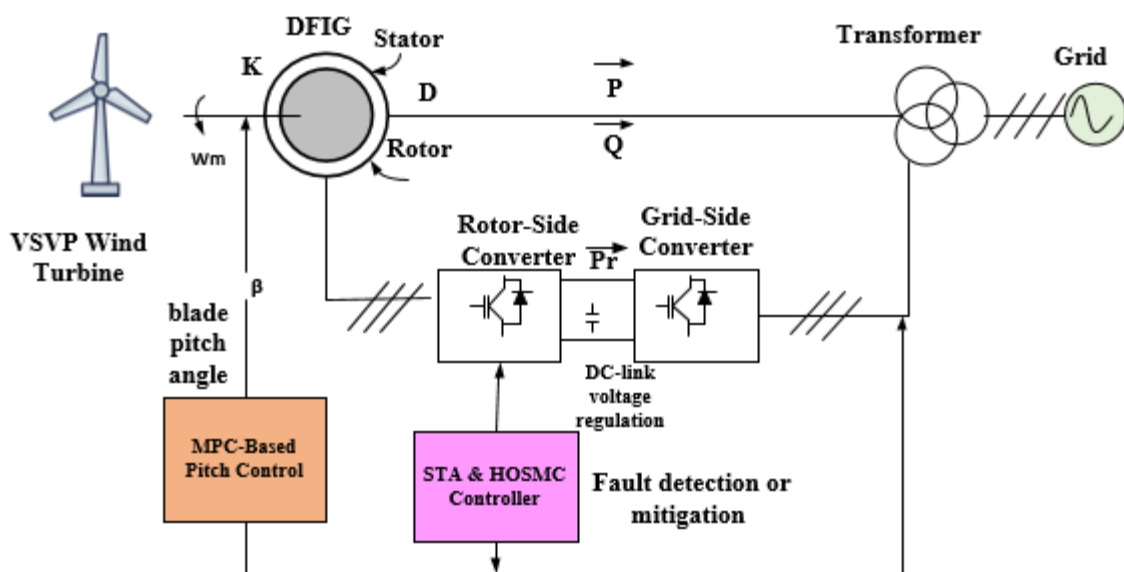 DFIG
Stator
K
D
P
Q
Transformer
Grid
Wm
Rotor
VSVP Wind
Turbine
Rotor-Side
Converter
Pr
Grid-Side
Converter
β
blade
pitch
angle
DC-link
voltage
regulation
MPC-Based
Pitch Control
STA & HOSMC
Controller
Fault detection or
mitigation